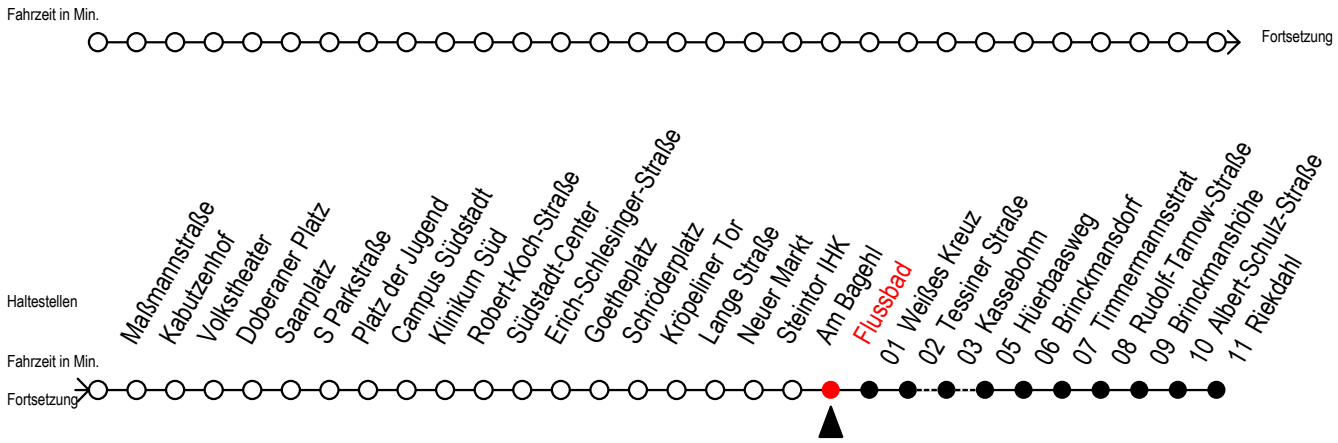 Fahrzeit in Min.
Fortsetzung
Haltestellen
Maßmannstraße
Kabutzenhof
Volkstheater
Doberaner Platz
Saarplatz
S Parkstraße
Platz der Jugend
Campus Südstadt
Klinikum Süd
Robert-Koch-Straße
Südstadt-Center
Erich-Schlesinger-Straße
Goetheplatz
Schröderplatz
Kröpeliner Tor
Lange Straße
Neuer Markt
Steintor IHK
Am Bagehl
Flussbad
01 Weißes Kreuz
02 Tessiner Straße
03 Kassebohm
05 Hüerbaasweg
06 Brinckmansdorf
07 Timmermannsstrat
08 Rudolf-Tarnow-Straße
09 Brinckmanshöhe
10 Albert-Schulz-Straße
11 Riekdahl
Fahrzeit in Min.
Fortsetzung